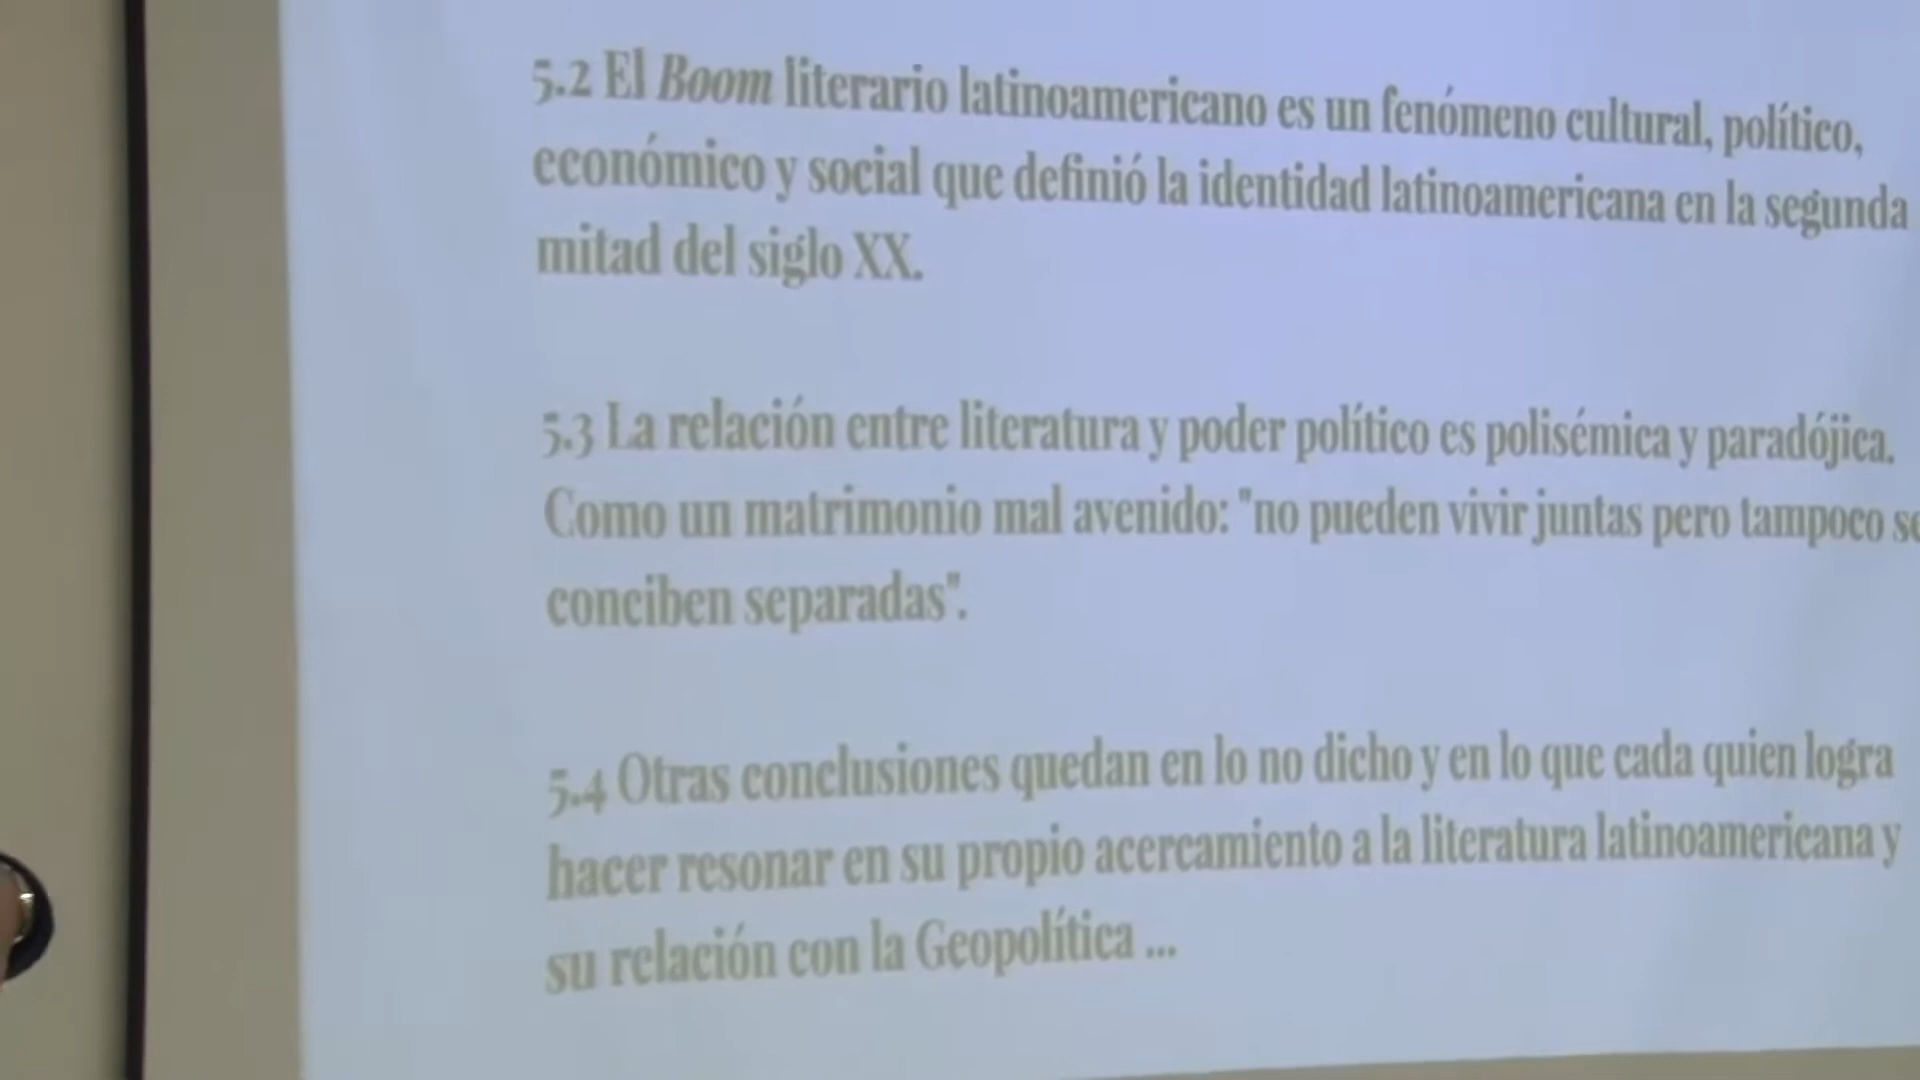 5.2 El Boom literario latinoamericano es un fenómeno cultural, político,
económico y social que definió la identidad latinoamericana en la segunda
mitad del siglo XX.
5.3 La relación entre literatura y poder político es polisémica y paradójica.
Como un matrimonio mal avenido: "no pueden vivir juntas pero tampoco se
conciben separadas".
5.4 Otras conclusiones quedan en lo no dicho y en lo que cada quien logra
hacer resonar en su propio acercamiento a la literatura latinoamericana y
su relación con la Geopolítica ...